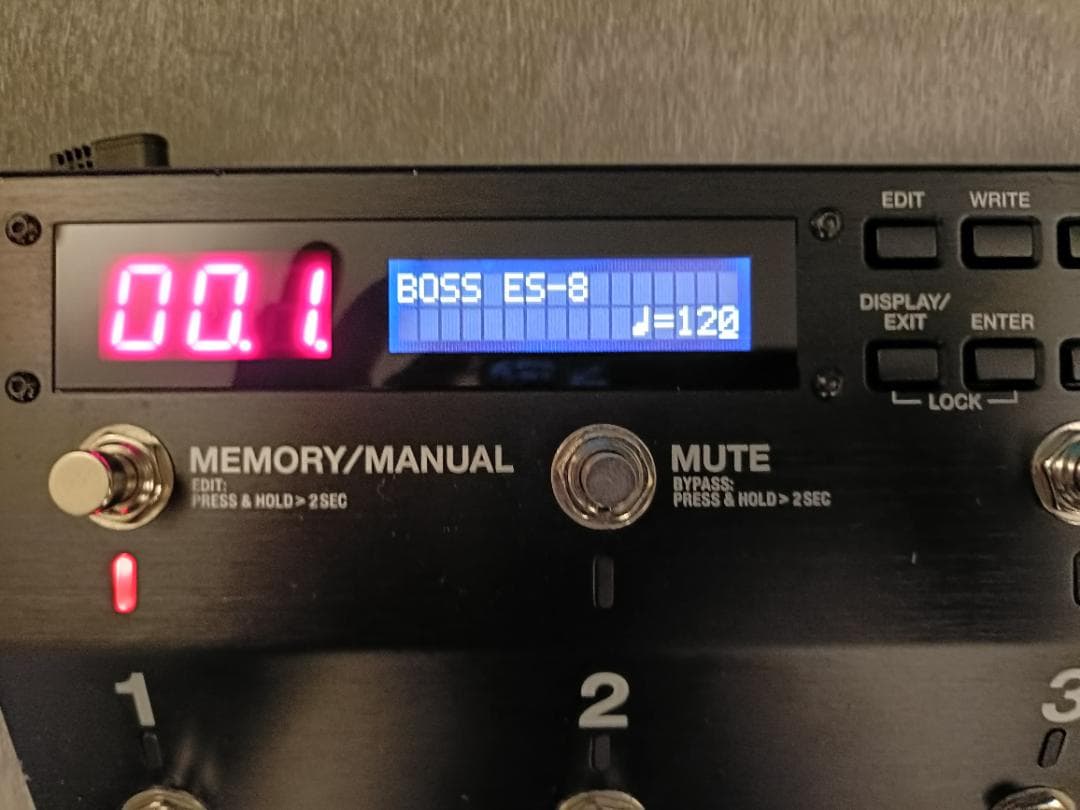 00.1.
BOSS ES-8
♩=120
EDIT
WRITE
DISPLAY/
EXIT
ENTER
LOCK
MEMORY/MANUAL
EDIT:
PRESS & HOLD > 2SEC
MUTE
BYPASS:
PRESS & HOLD > 2SEC
1
2
3